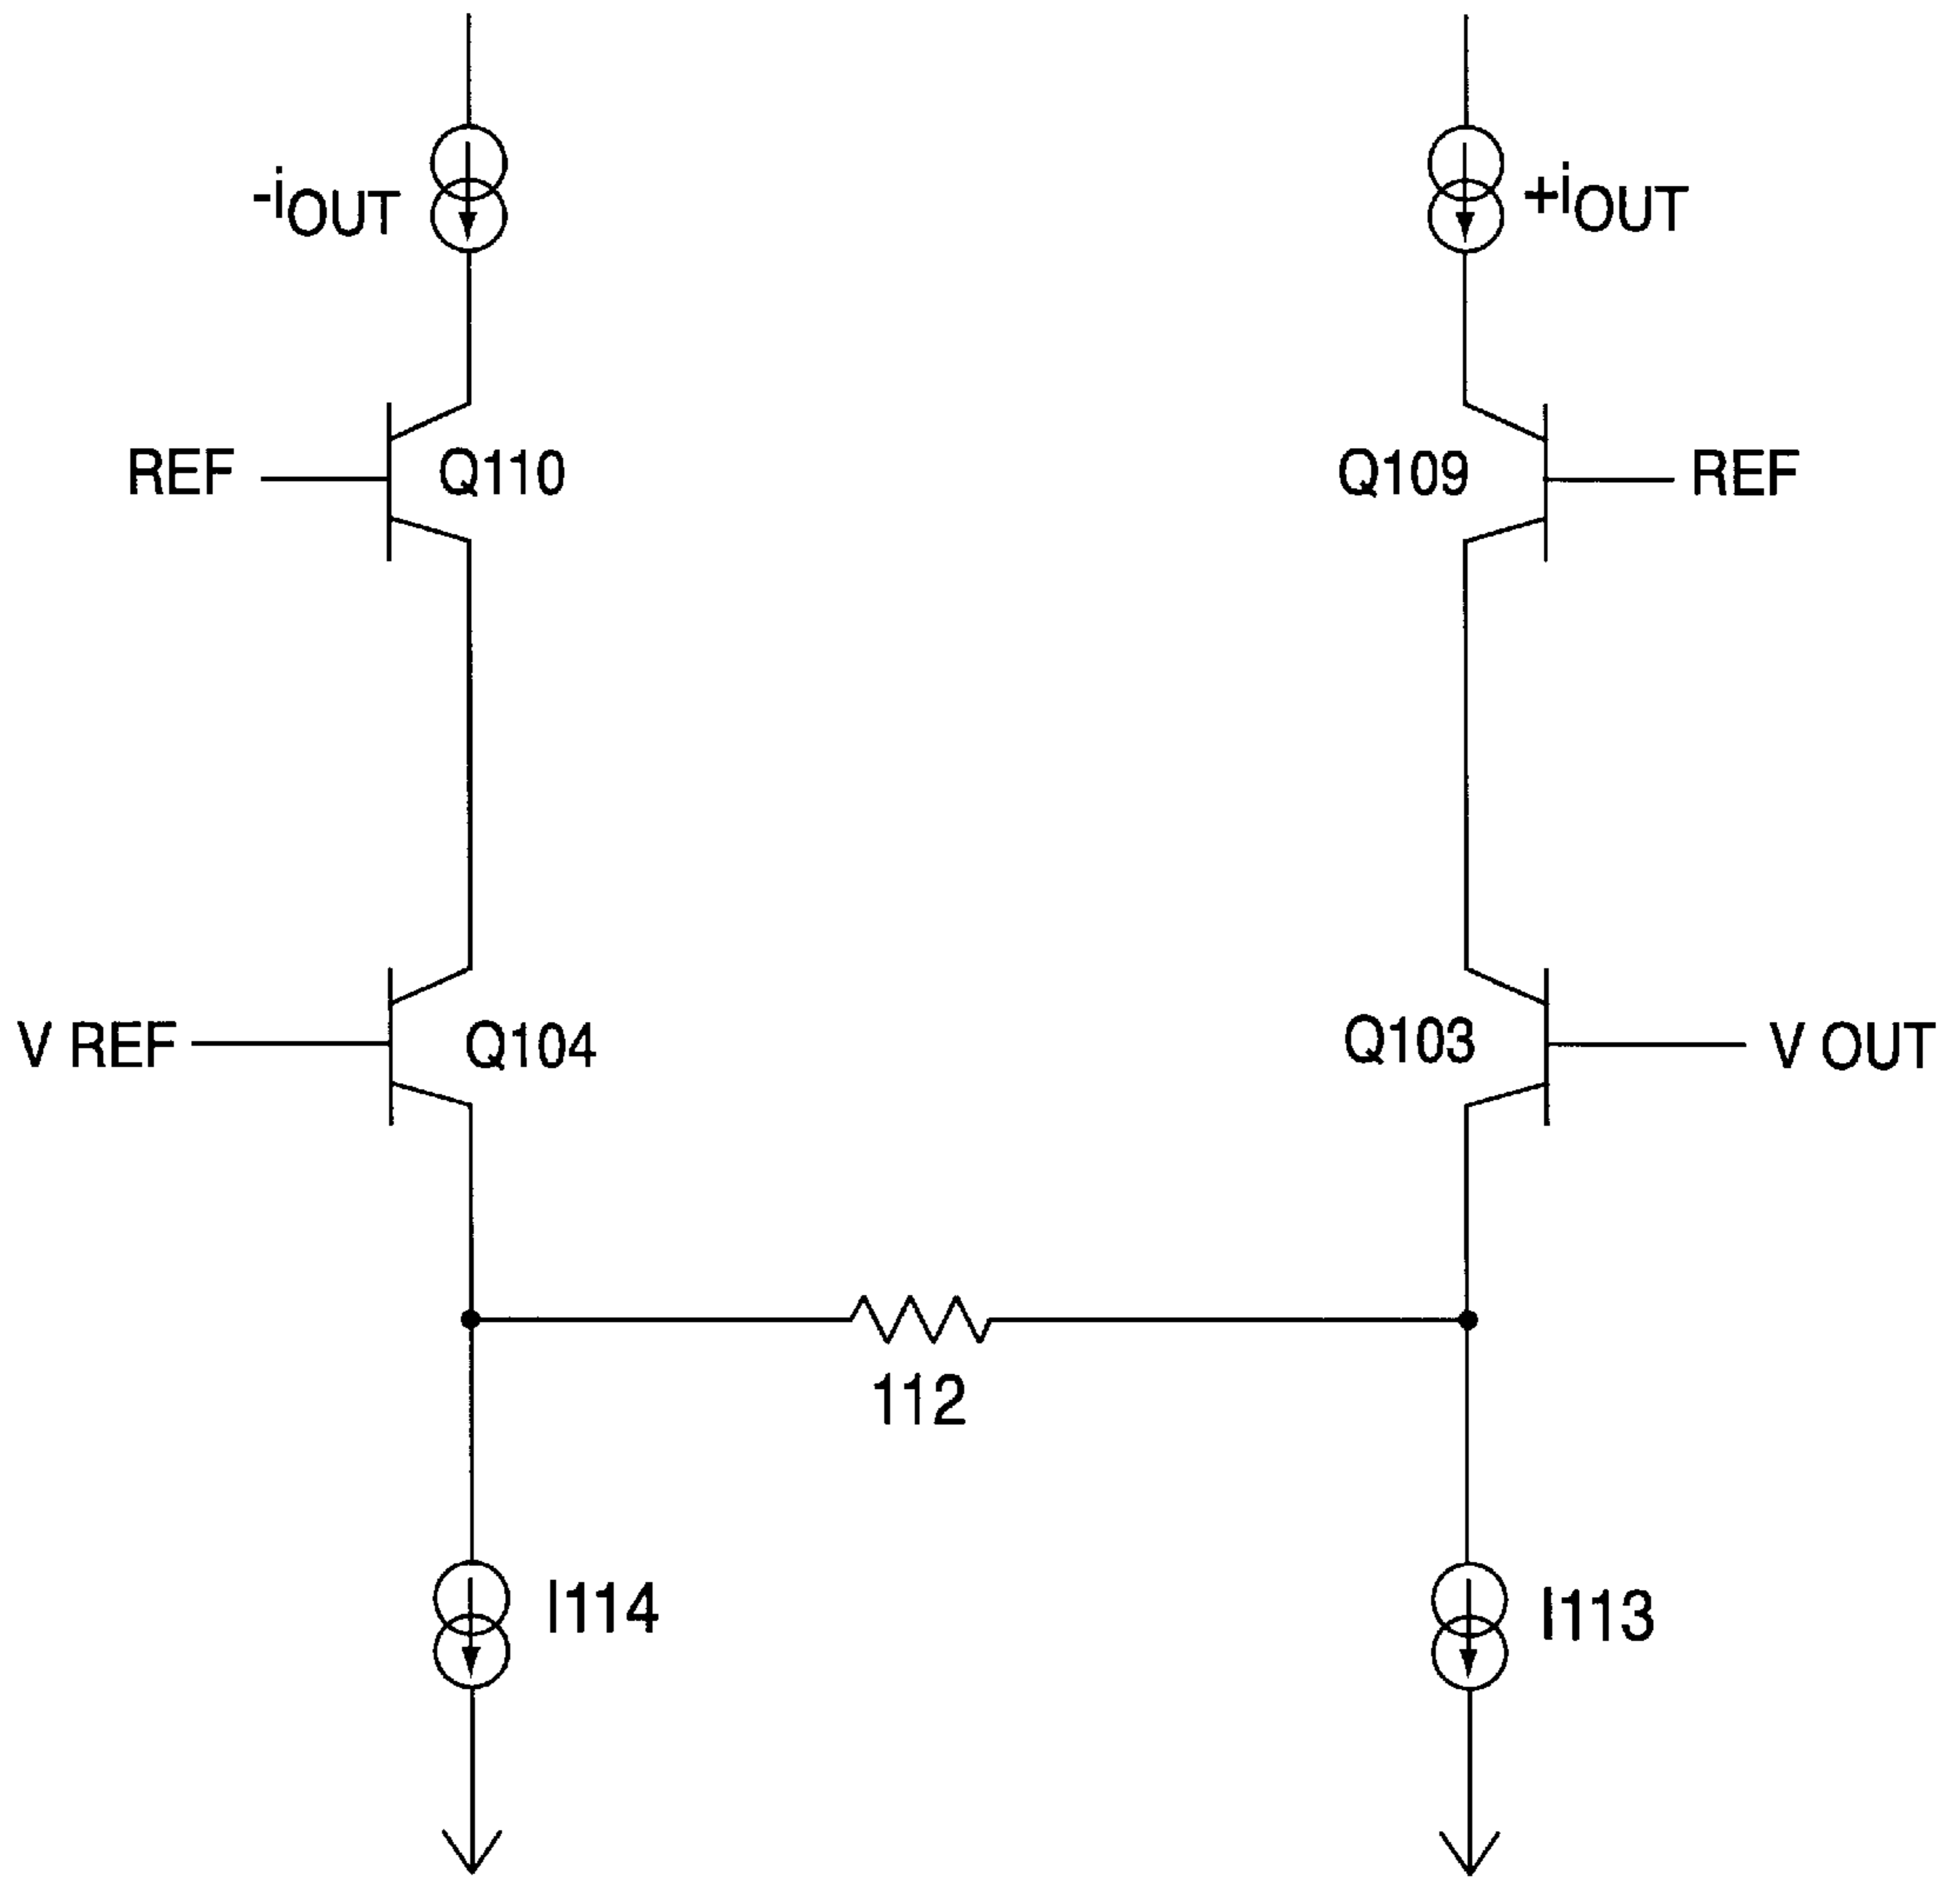 -iOUT
+iOUT
REF
Q110
Q109
REF
V REF
Q104
Q103
V OUT
112
I114
I113